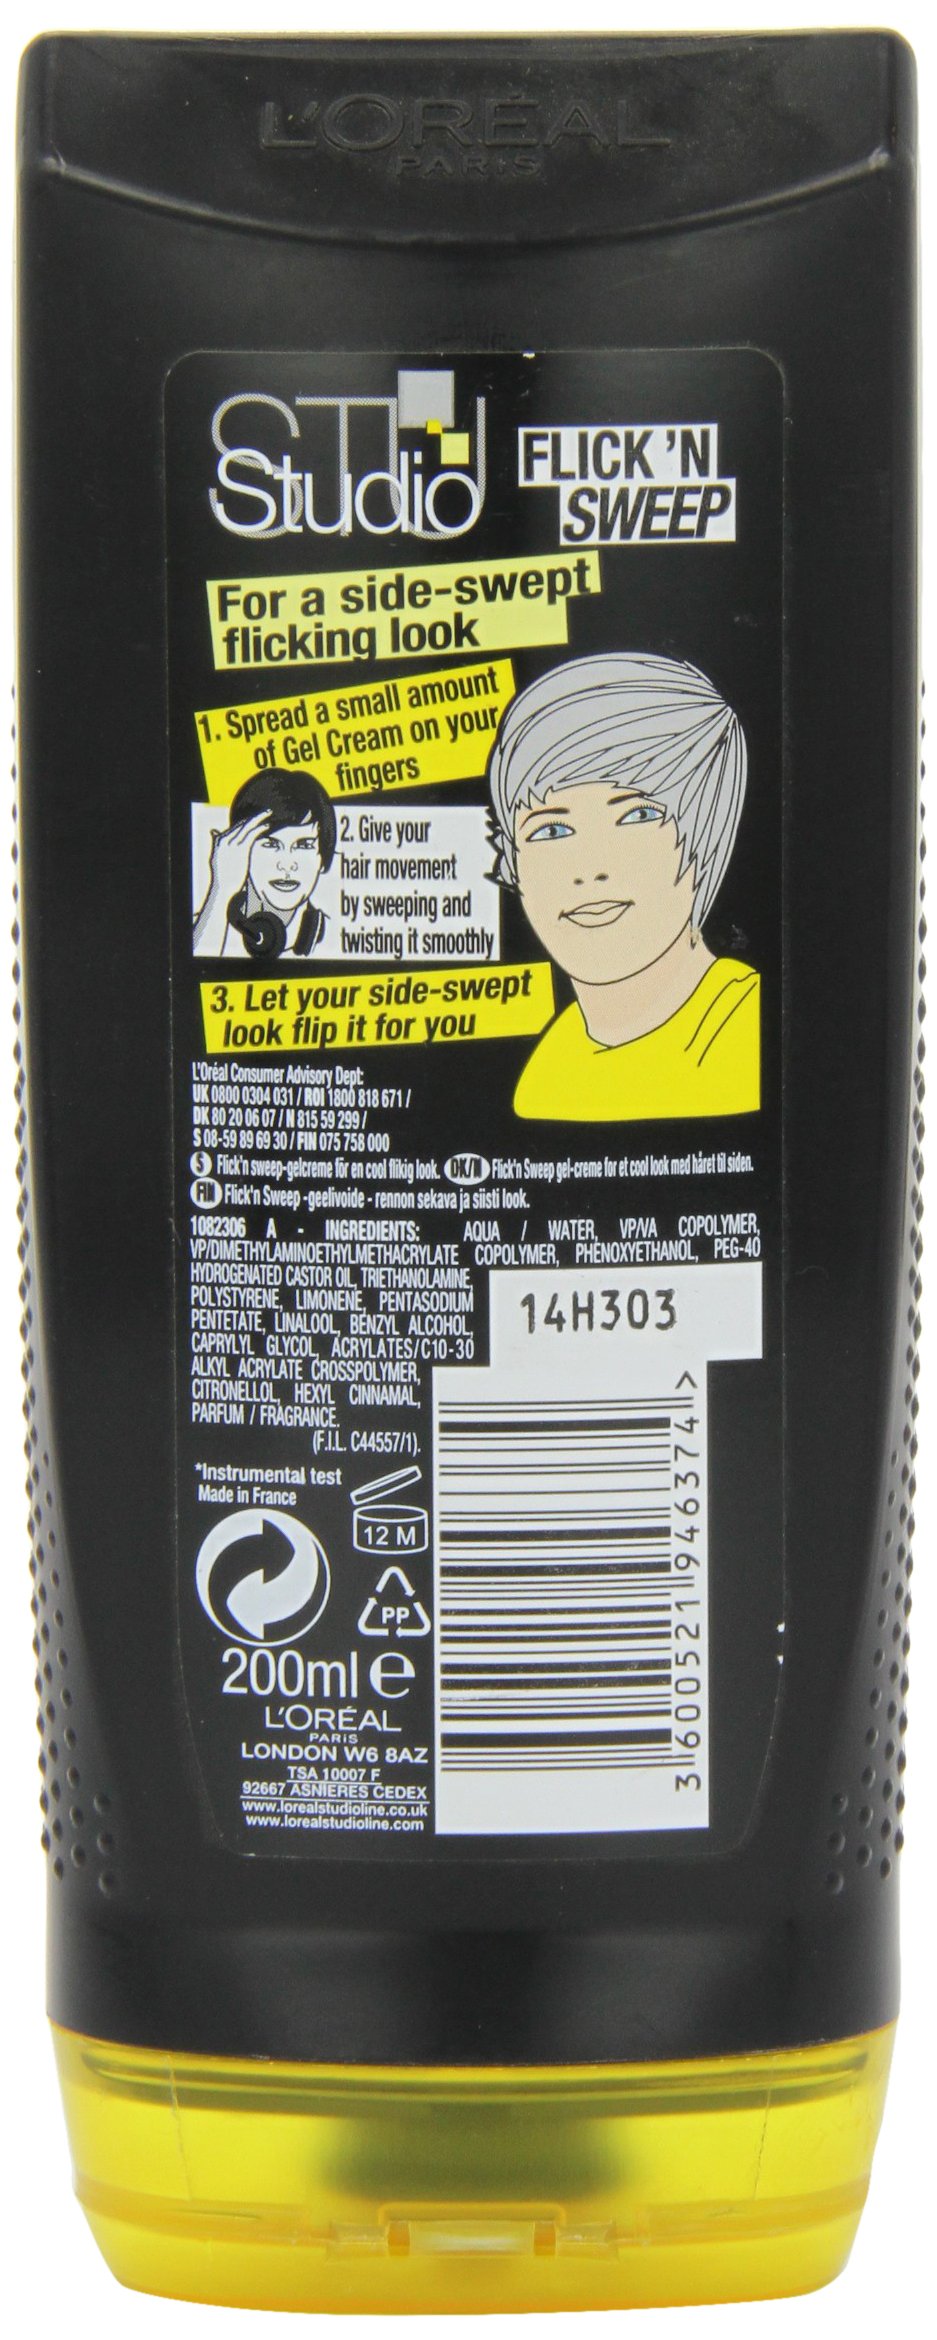 L'ORÉAL
PARIS
STU
Studio
FLICK 'N
SWEEP
For a side-swept
flicking look
1. Spread a small amount
of Gel Cream on your
fingers
2. Give your
hair movement
by sweeping and
twisting it smoothly
3. Let your side-swept
look flip it for you
L'Oréal Consumer Advisory Dept:
UK 0800 0304 031 / ROI 1800 818 671 /
DK 80 20 06 07 / N 815 59 299 /
S 08-59 89 69 30 / FIN 075 758 000
S Flick'n sweep-gelcreme för en cool flikig look. DK/N Flick'n Sweep gel-creme for et cool look med håret til siden.
FIN Flick'n Sweep -geelivoide - rennon sekava ja siisti look.
1082306 A - INGREDIENTS: AQUA / WATER, VP/VA COPOLYMER,
VP/DIMETHYLAMINOETHYLMETHACRYLATE COPOLYMER, PHENOXYETHANOL, PEG-40
HYDROGENATED CASTOR OIL, TRIETHANOLAMINE,
POLYSTYRENE, LIMONENE, PENTASODIUM
PENTETATE, LINALOOL, BENZYL ALCOHOL,
CAPRYLYL GLYCOL, ACRYLATES/C10-30
ALKYL ACRYLATE CROSSPOLYMER,
CITRONELLOL, HEXYL CINNAMAL,
PARFUM / FRAGRANCE.
(F.I.L. C44557/1).
14H303
*Instrumental test
Made in France
12 M
PP
200ml e
L'ORÉAL
PARIS
LONDON W6 8AZ
TSA 10007 F
92667 ASNIERES CEDEX
www.lorealstudioline.co.uk
www.lorealstudioline.com
3 600521 946374 >